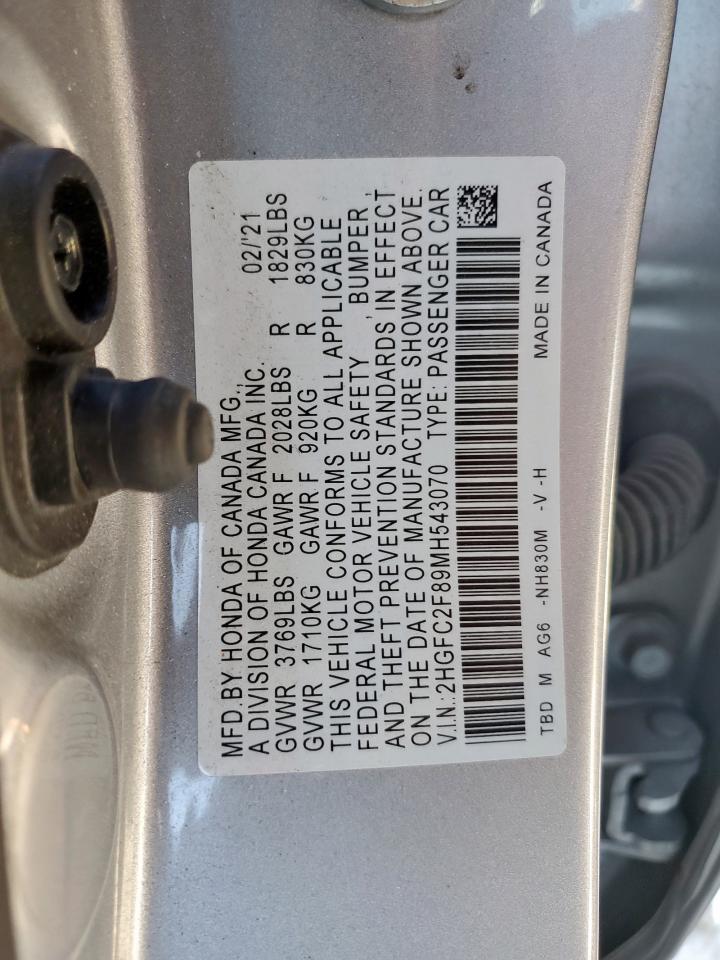 MFD.BY HONDA OF CANADA MFG., 02/'21
A DIVISION OF HONDA CANADA INC.
GVWR 3769LBS GAWR F 2028LBS R 1829LBS
GVWR 1710KG GAWR F 920KG R 830KG
THIS VEHICLE CONFORMS TO ALL APPLICABLE
FEDERAL MOTOR VEHICLE SAFETY, BUMPER,
AND THEFT PREVENTION STANDARDS IN EFFECT
ON THE DATE OF MANUFACTURE SHOWN ABOVE.
V.I.N.:2HGFC2F89MH543070 TYPE: PASSENGER CAR
TBD M AG6 -NH830M -V -H MADE IN CANADA